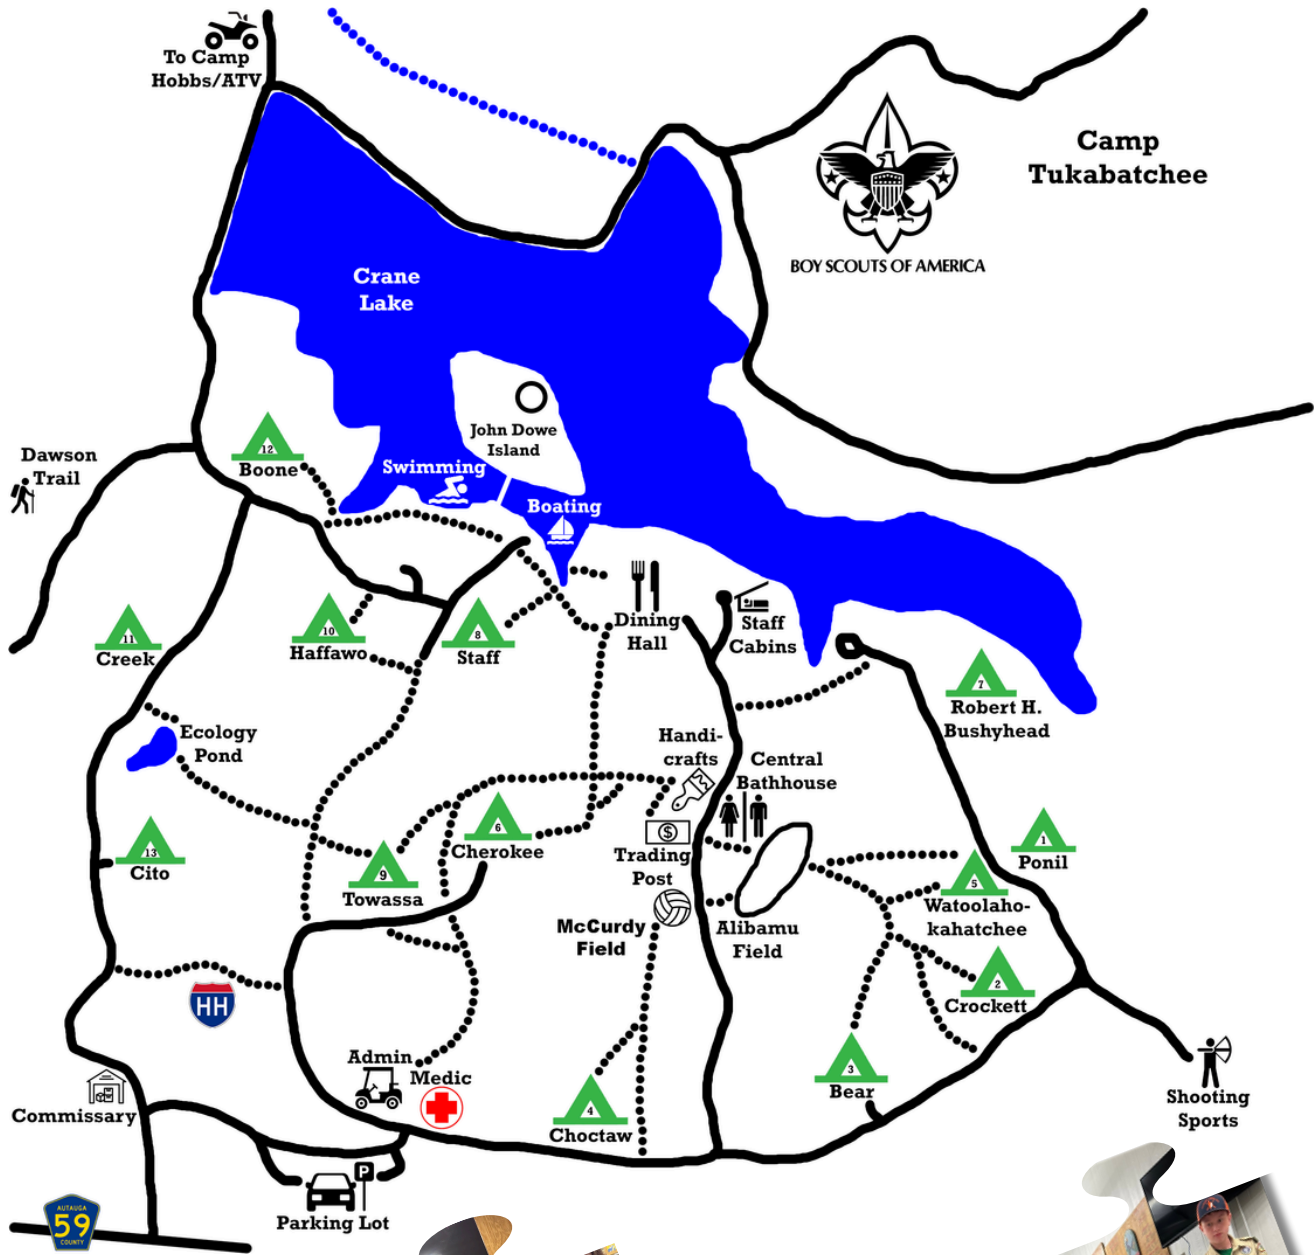 To Camp
Hobbs/ATV
Camp
Tukabatchee
BOY SCOUTS OF AMERICA
Crane
Lake
John Dowe
Island
Dawson
Trail
12
Boone
Swimming
Boating
Dining
Hall
Staff
Cabins
11
Creek
10
Haffawo
8
Staff
7
Robert H.
Bushyhead
Ecology
Pond
Handi-
crafts
Central
Bathhouse
13
Cito
6
Cherokee
9
Towassa
$
Trading
Post
1
Ponil
5
Watoolaho-
kahatchee
McCurdy
Field
Alibamu
Field
2
Crockett
HH
Admin
Medic
3
Bear
4
Choctaw
Commissary
Shooting
Sports
P
Parking Lot
AUTAUGA
59
COUNTY